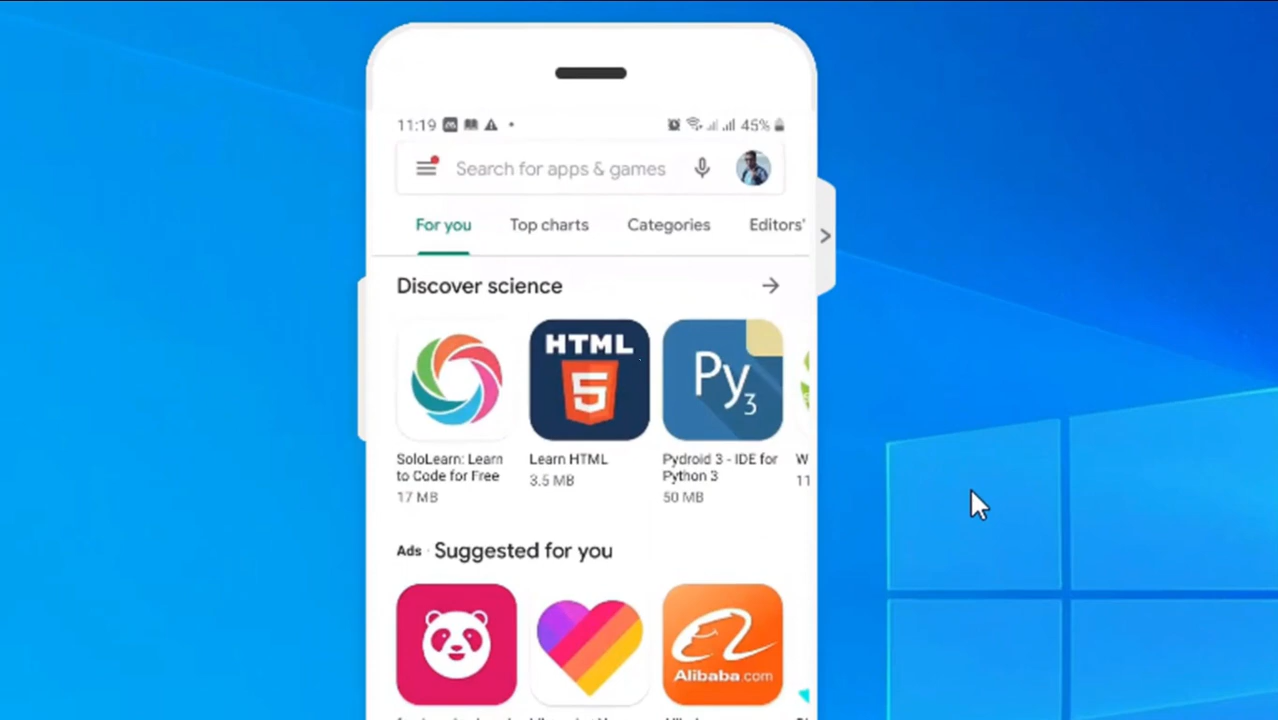 11:19 45%
Search for apps & games
For you Top charts Categories Editors'
Discover science
HTML
5
Py3
SoloLearn: Learn to Code for Free
17 MB
Learn HTML
3.5 MB
Pydroid 3 - IDE for Python 3
50 MB
W
11
Ads · Suggested for you
Alibaba.com